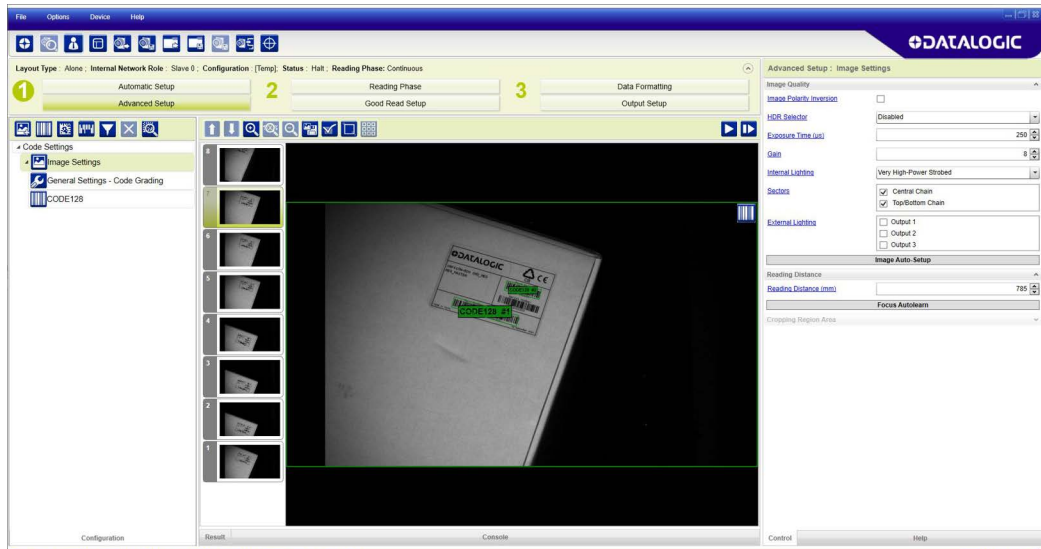 File Options Device Help
DATALOGIC
Layout Type : Alone ; Internal Network Role : Slave 0 ; Configuration : [Temp]; Status : Halt ; Reading Phase: Continuous
1 Automatic Setup 2 Reading Phase 3 Data Formatting
Advanced Setup Good Read Setup Output Setup
Code Settings
Image Settings
General Settings - Code Grading
CODE128
8
7
6
5
4
3
2
1
DATALOGIC
CE
CODE128 #1
Result
Console
Configuration
Advanced Setup : Image Settings
Image Quality
Image Polarity Inversion
HDR Selector Disabled
Exposure Time (us) 250
Gain 8
Internal Lighting Very High-Power Strobed
Sectors Central Chain
Top/Bottom Chain
External Lighting Output 1
Output 2
Output 3
Image Auto-Setup
Reading Distance
Reading Distance (mm) 785
Focus Autolearn
Cropping Region Area
Control Help